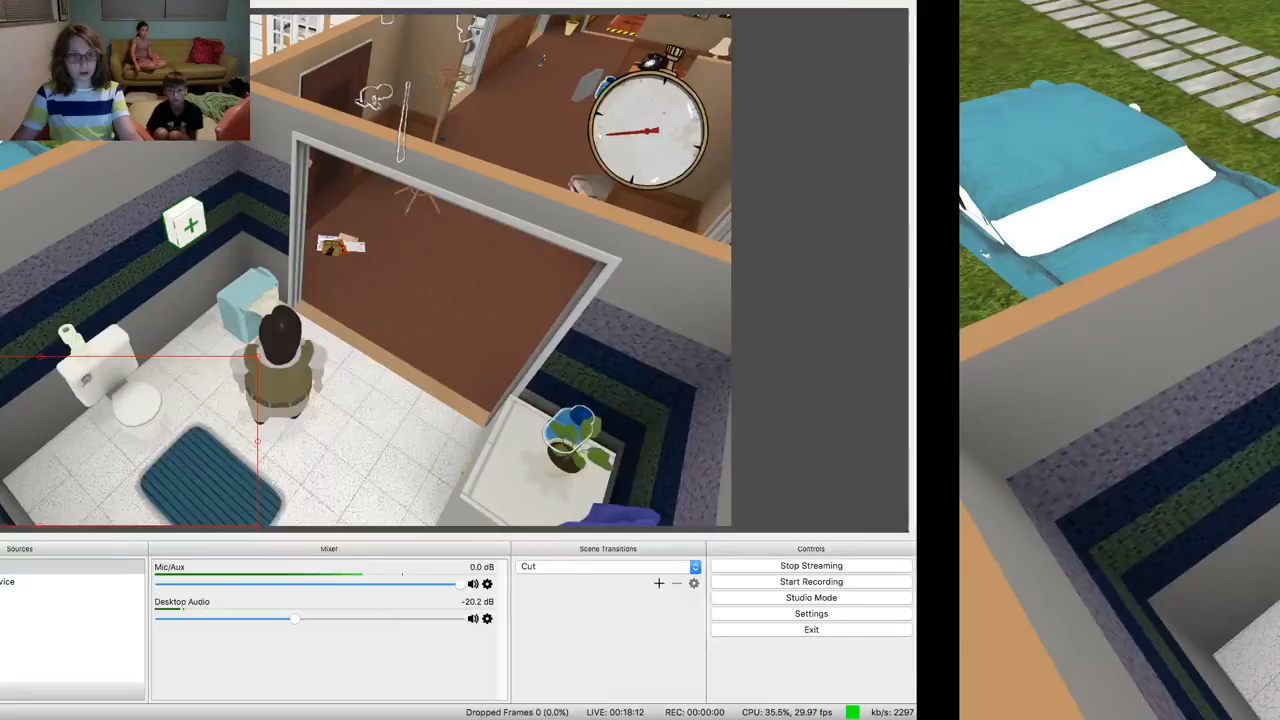 Sources
Mixer
Scene Transitions
Controls
vice
Mic/Aux
0.0 dB
Desktop Audio
-20.2 dB
Cut
Stop Streaming
Start Recording
Studio Mode
Settings
Exit
Dropped Frames 0 (0.0%)
LIVE: 00:18:12
REC: 00:00:00
CPU: 35.5%, 29.97 fps
kb/s: 2297